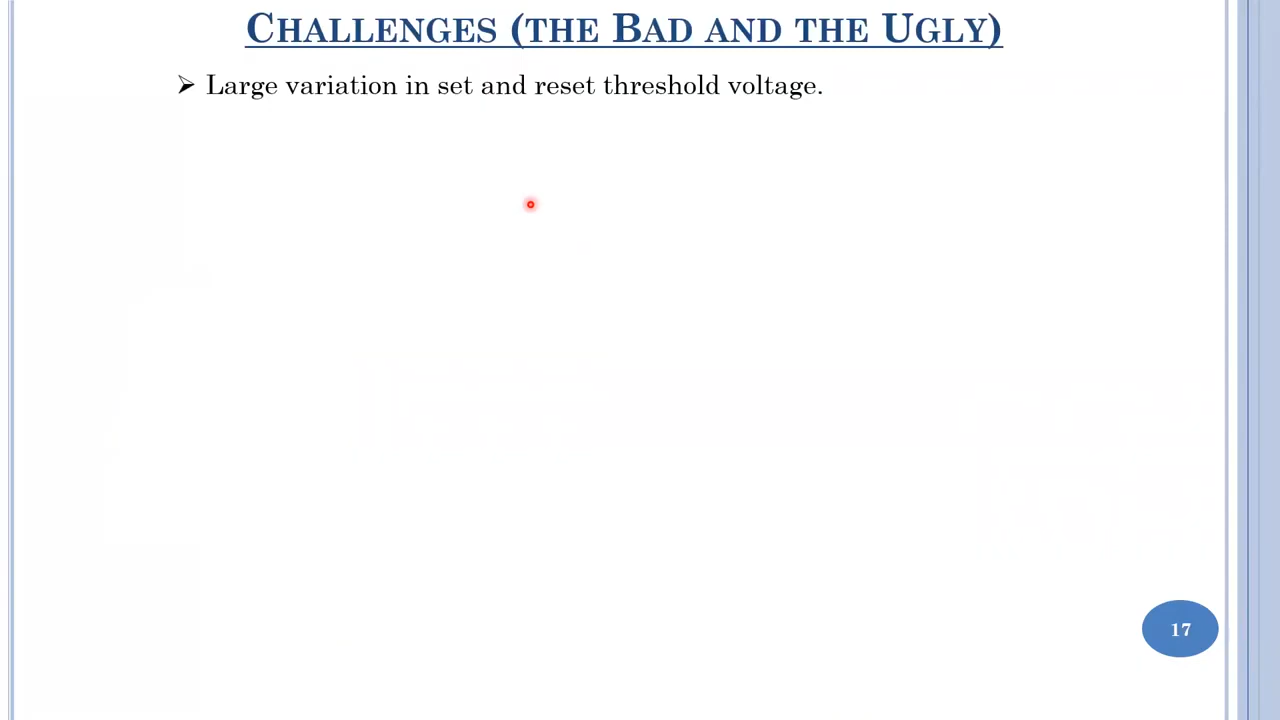 CHALLENGES (THE BAD AND THE UGLY)
➢ Large variation in set and reset threshold voltage.
17